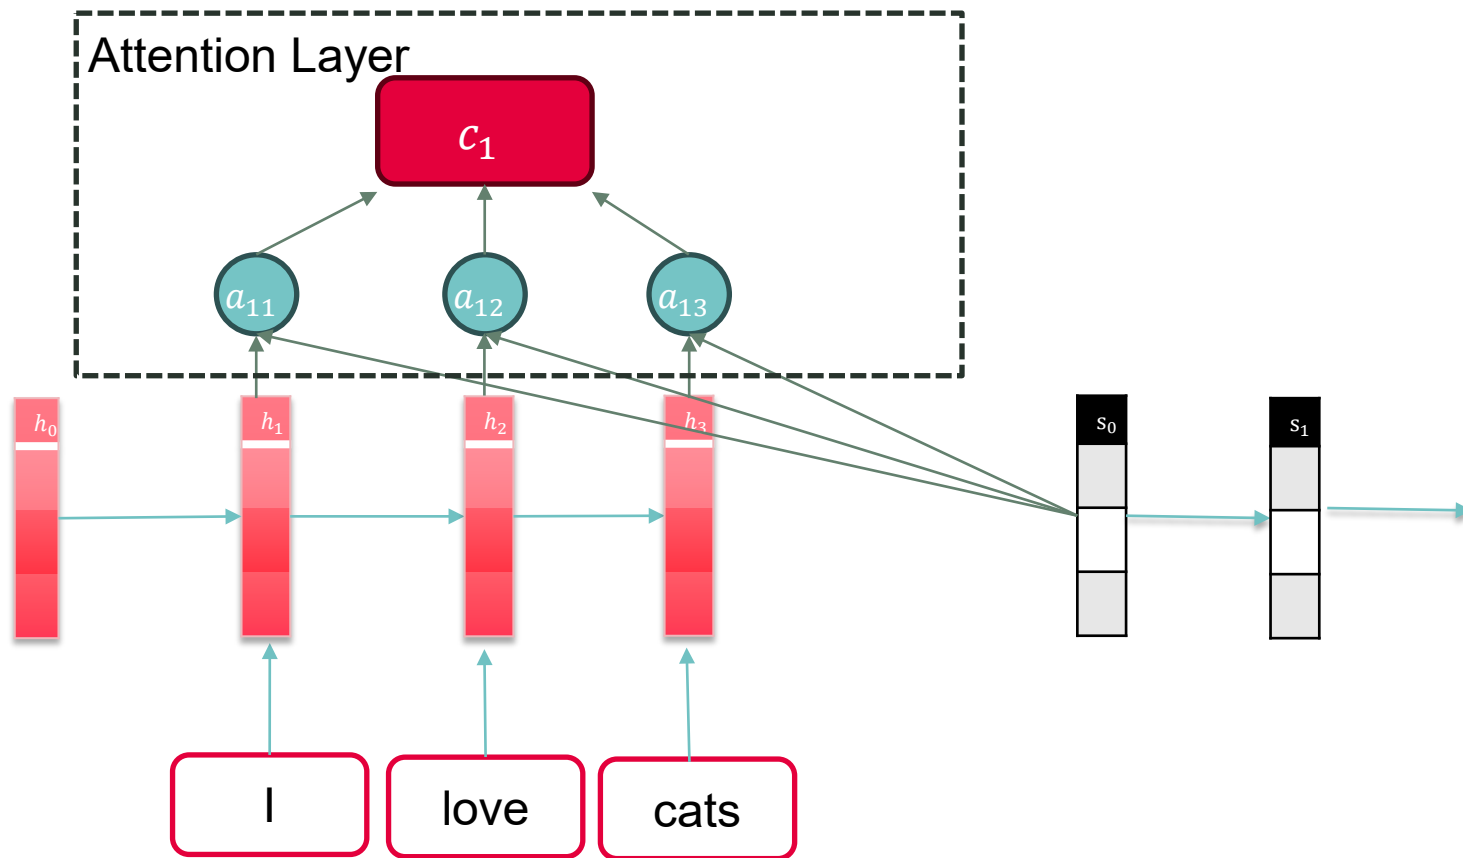 Attention Layer
c₁
a₁₁ a₁₂ a₁₃
h₀ h₁ h₂ h₃ s₀ s₁
I love cats